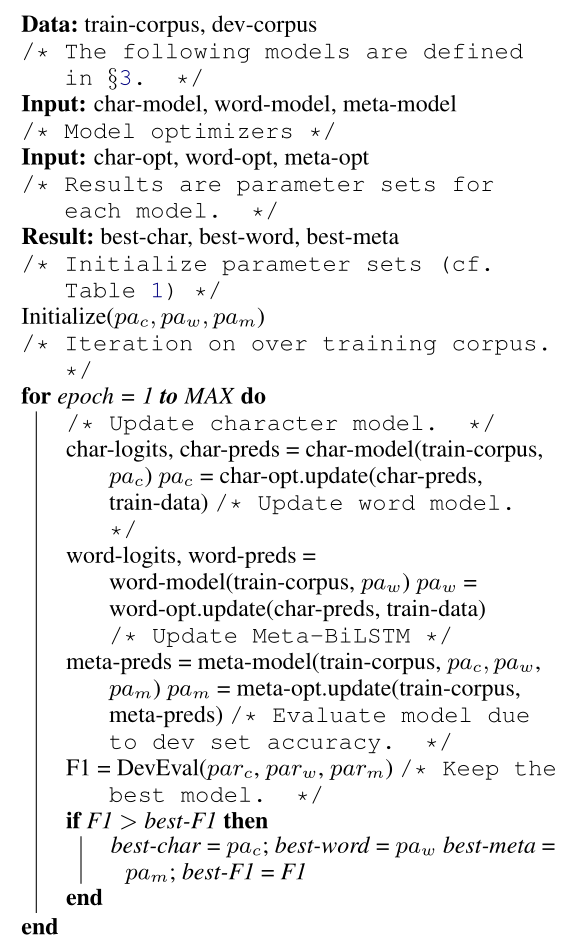 Data: train-corpus, dev-corpus
/* The following models are defined
in §3. */
Input: char-model, word-model, meta-model
/* Model optimizers */
Input: char-opt, word-opt, meta-opt
/* Results are parameter sets for
each model. */
Result: best-char, best-word, best-meta
/* Initialize parameter sets (cf.
Table 1) */
Initialize(pa_c, pa_w, pa_m)
/* Iteration on over training corpus.
*/
for epoch = 1 to MAX do
/* Update character model. */
char-logits, char-preds = char-model(train-corpus,
pa_c) pa_c = char-opt.update(char-preds,
train-data) /* Update word model.
*/
word-logits, word-preds =
word-model(train-corpus, pa_w) pa_w =
word-opt.update(char-preds, train-data)
/* Update Meta-BiLSTM */
meta-preds = meta-model(train-corpus, pa_c, pa_w,
pa_m) pa_m = meta-opt.update(train-corpus,
meta-preds) /* Evaluate model due
to dev set accuracy. */
F1 = DevEval(par_c, par_w, par_m) /* Keep the
best model. */
if F1 > best-F1 then
best-char = pa_c; best-word = pa_w best-meta =
pa_m; best-F1 = F1
end
end